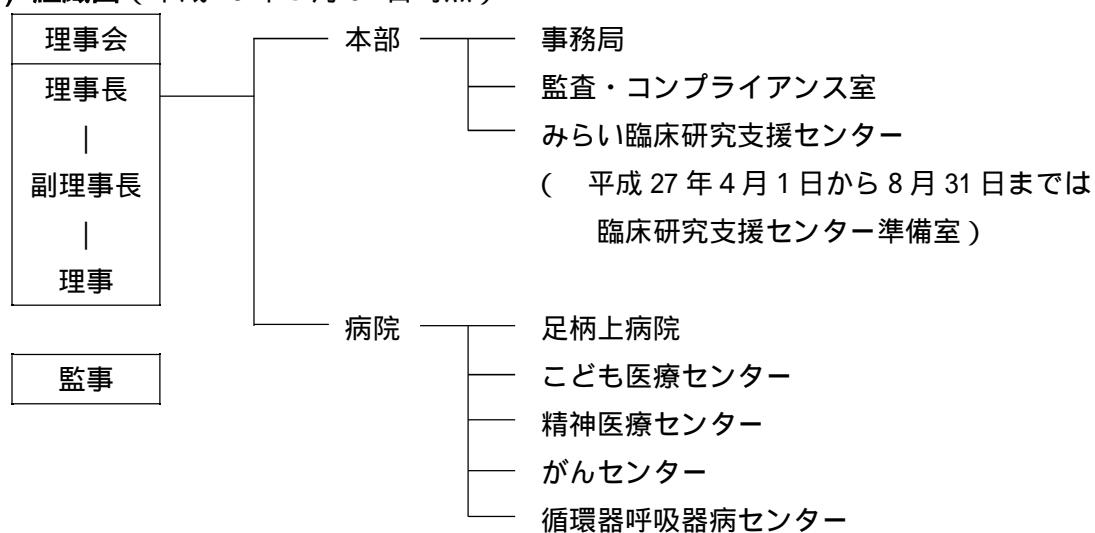 理事会
理事長
|
副理事長
|
理事
監事
本部
事務局
監査・コンプライアンス室
みらい臨床研究支援センター
( 平成 27 年 4 月 1 日から 8 月 31 日までは
臨床研究支援センター準備室 )
病院
足柄上病院
こども医療センター
精神医療センター
がんセンター
循環器呼吸器病センター